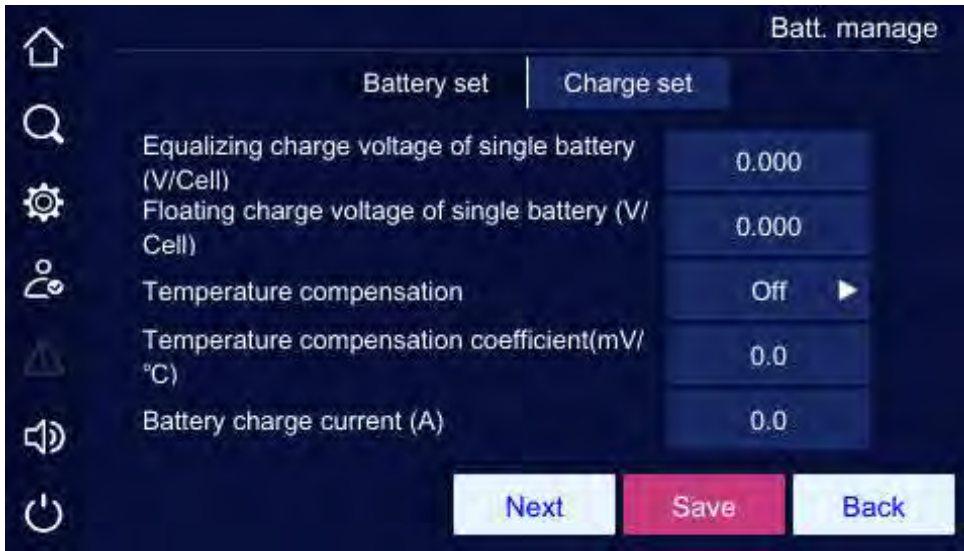 Batt. manage
Battery set
Charge set
Equalizing charge voltage of single battery
(V/Cell)
0.000
Floating charge voltage of single battery (V/
Cell)
0.000
Temperature compensation
Off
Temperature compensation coefficient(mV/
°C)
0.0
Battery charge current (A)
0.0
Next
Save
Back